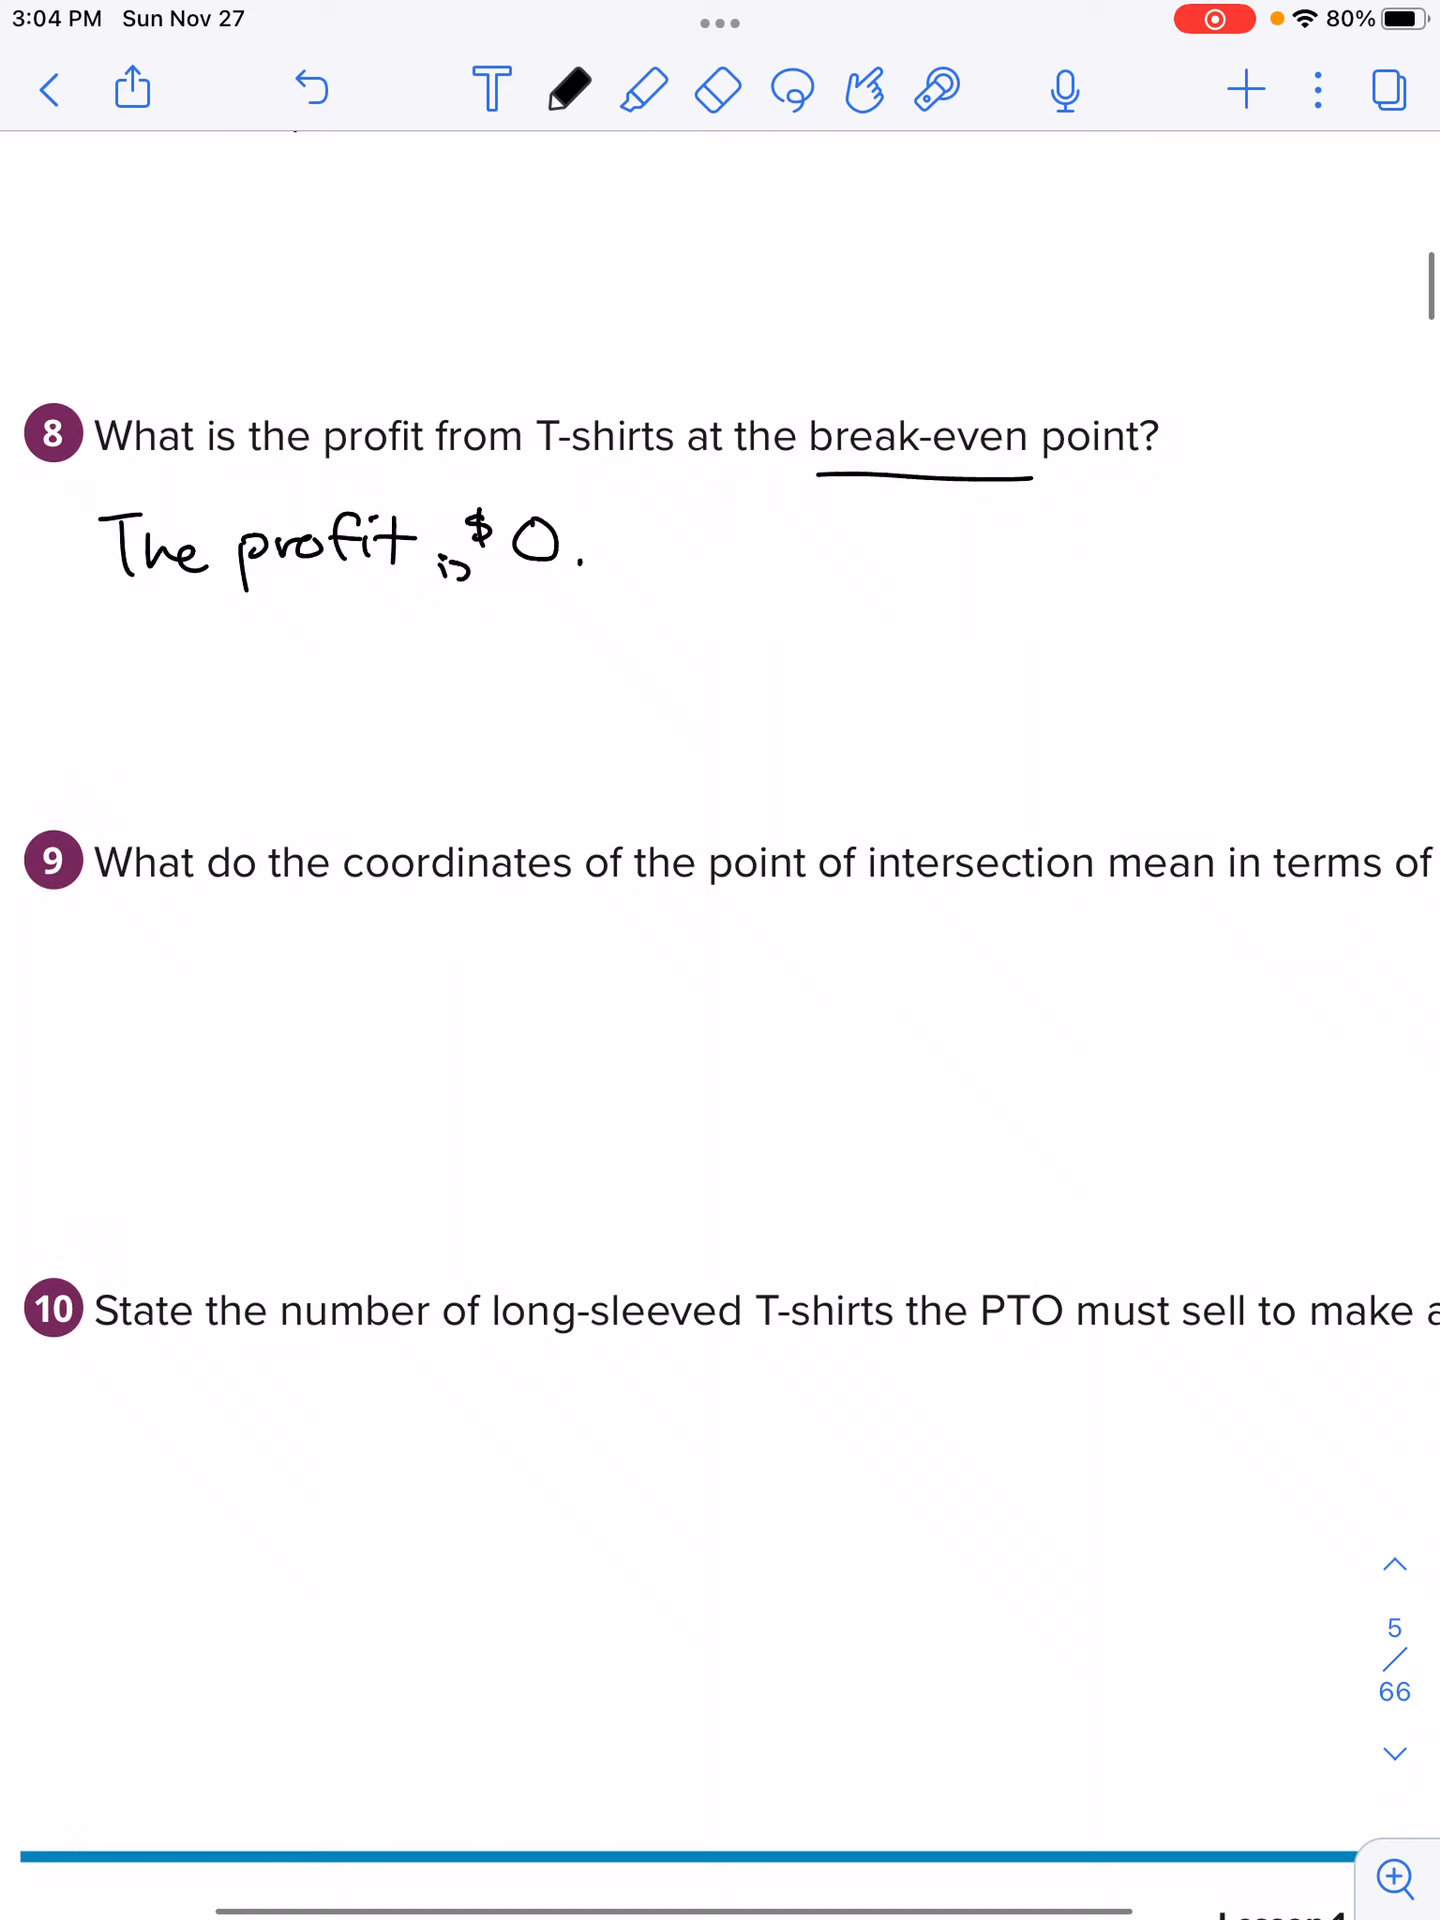 3:04 PM Sun Nov 27
80%
8 What is the profit from T-shirts at the break-even point?
The profit is $0.
9 What do the coordinates of the point of intersection mean in terms of
10 State the number of long-sleeved T-shirts the PTO must sell to make a
5
/
66